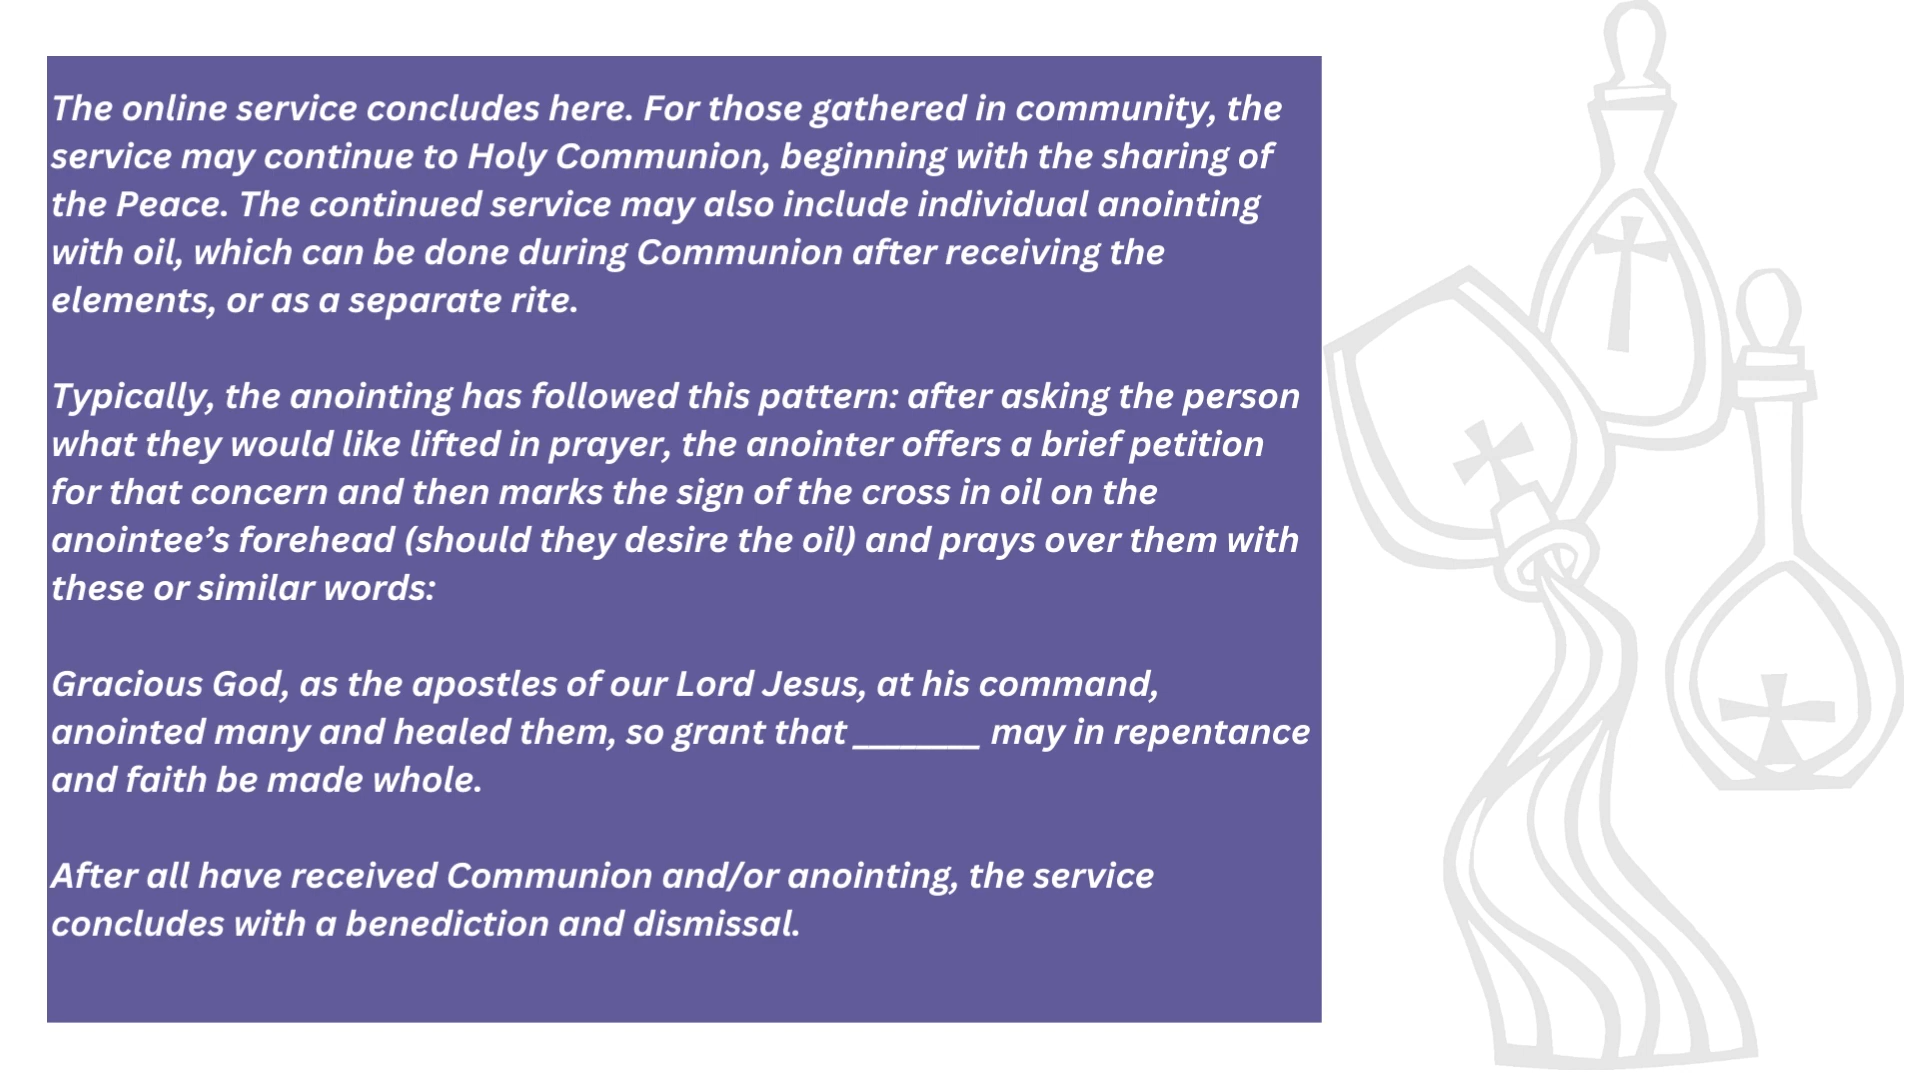 The online service concludes here. For those gathered in community, the
service may continue to Holy Communion, beginning with the sharing of
the Peace. The continued service may also include individual anointing
with oil, which can be done during Communion after receiving the
elements, or as a separate rite.
Typically, the anointing has followed this pattern: after asking the person
what they would like lifted in prayer, the anointer offers a brief petition
for that concern and then marks the sign of the cross in oil on the
anointee’s forehead (should they desire the oil) and prays over them with
these or similar words:
Gracious God, as the apostles of our Lord Jesus, at his command,
anointed many and healed them, so grant that _______ may in repentance
and faith be made whole.
After all have received Communion and/or anointing, the service
concludes with a benediction and dismissal.